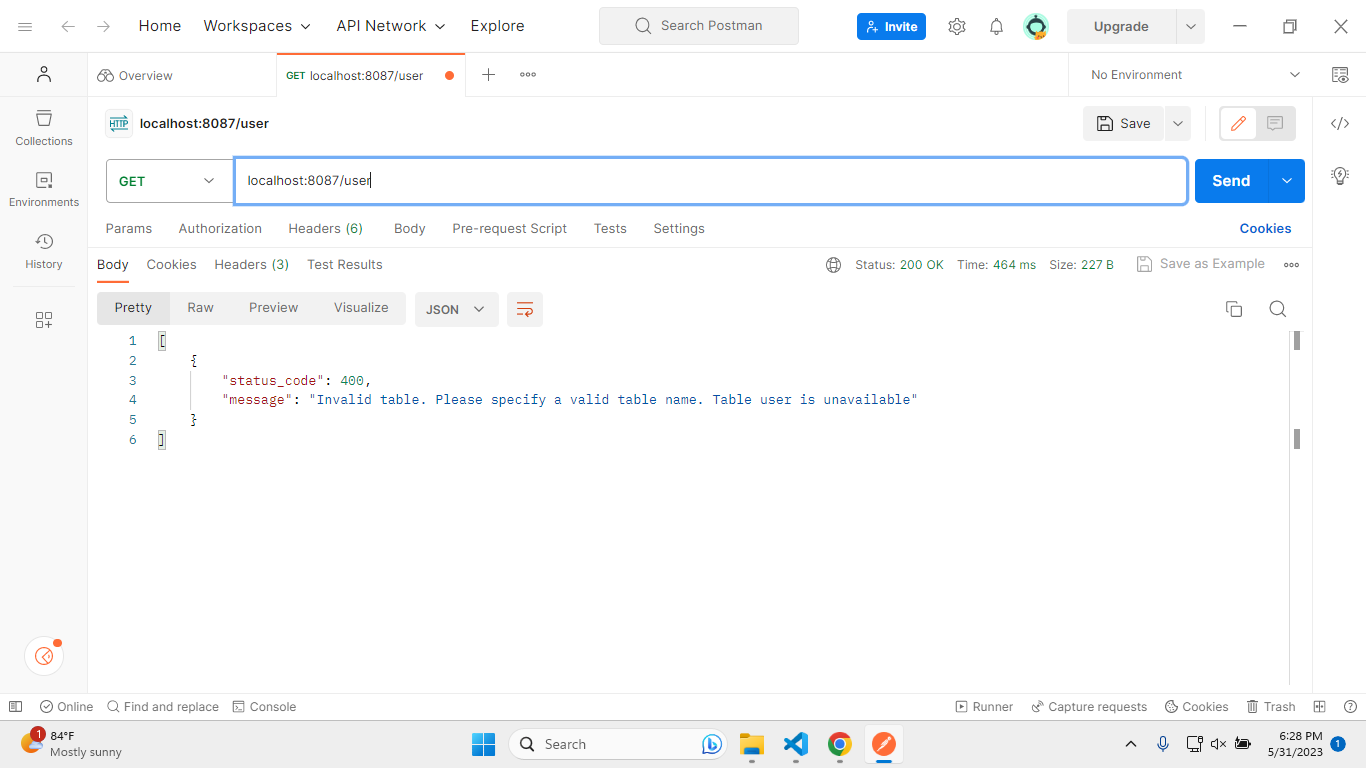 Home Workspaces API Network Explore Search Postman Invite Upgrade
Overview GET localhost:8087/user No Environment
HTTP localhost:8087/user Save
Collections
GET localhost:8087/user Send
Environments
Params Authorization Headers (6) Body Pre-request Script Tests Settings Cookies
History
Body Cookies Headers (3) Test Results Status: 200 OK Time: 464 ms Size: 227 B Save as Example
Pretty Raw Preview Visualize JSON
1 [
2 {
3 "status_code": 400,
4 "message": "Invalid table. Please specify a valid table name. Table user is unavailable"
5 }
6 ]
Online Find and replace Console Runner Capture requests Cookies Trash
1 84°F
Mostly sunny
Search
6:28 PM
5/31/2023 1